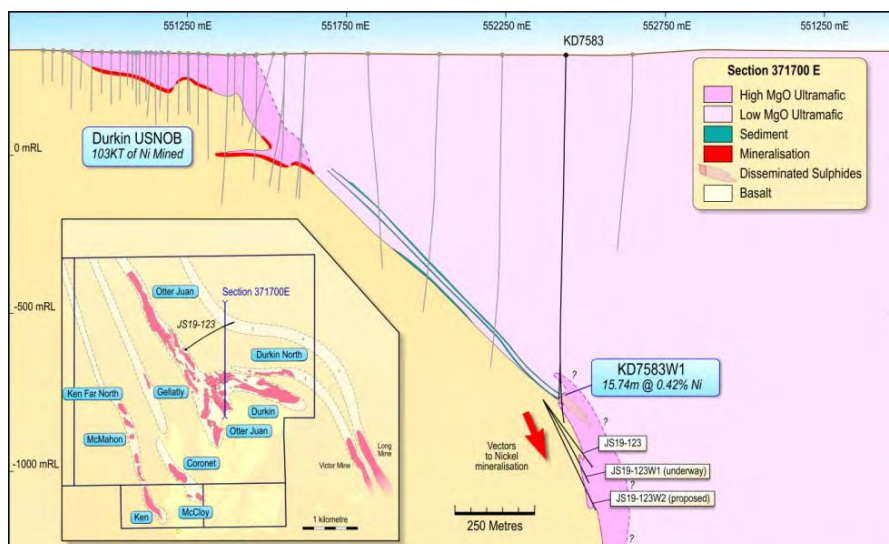 551250 mE
551750 mE
552250 mE
552750 mE
551250 mE
KD7583
Section 371700 E
High MgO Ultramafic
Low MgO Ultramafic
Sediment
Mineralisation
Disseminated Sulphides
Basalt
Durkin USNOB
103KT of Ni Mined
0 mRL
-500 mRL
-1000 mRL
Otter Juan
Section 371700E
JS19-123
Durkin North
Ken Far North
Gellatly
Durkin
McMahon
Otter Juan
Coronet
Long
Mine
Victor Mine
Ken
McCloy
1 kilometre
KD7583W1
15.74m @ 0.42% Ni
?
?
?
?
Vectors
to Nickel
mineralisation
JS19-123
JS19-123W1 (underway)
JS19-123W2 (proposed)
250 Metres